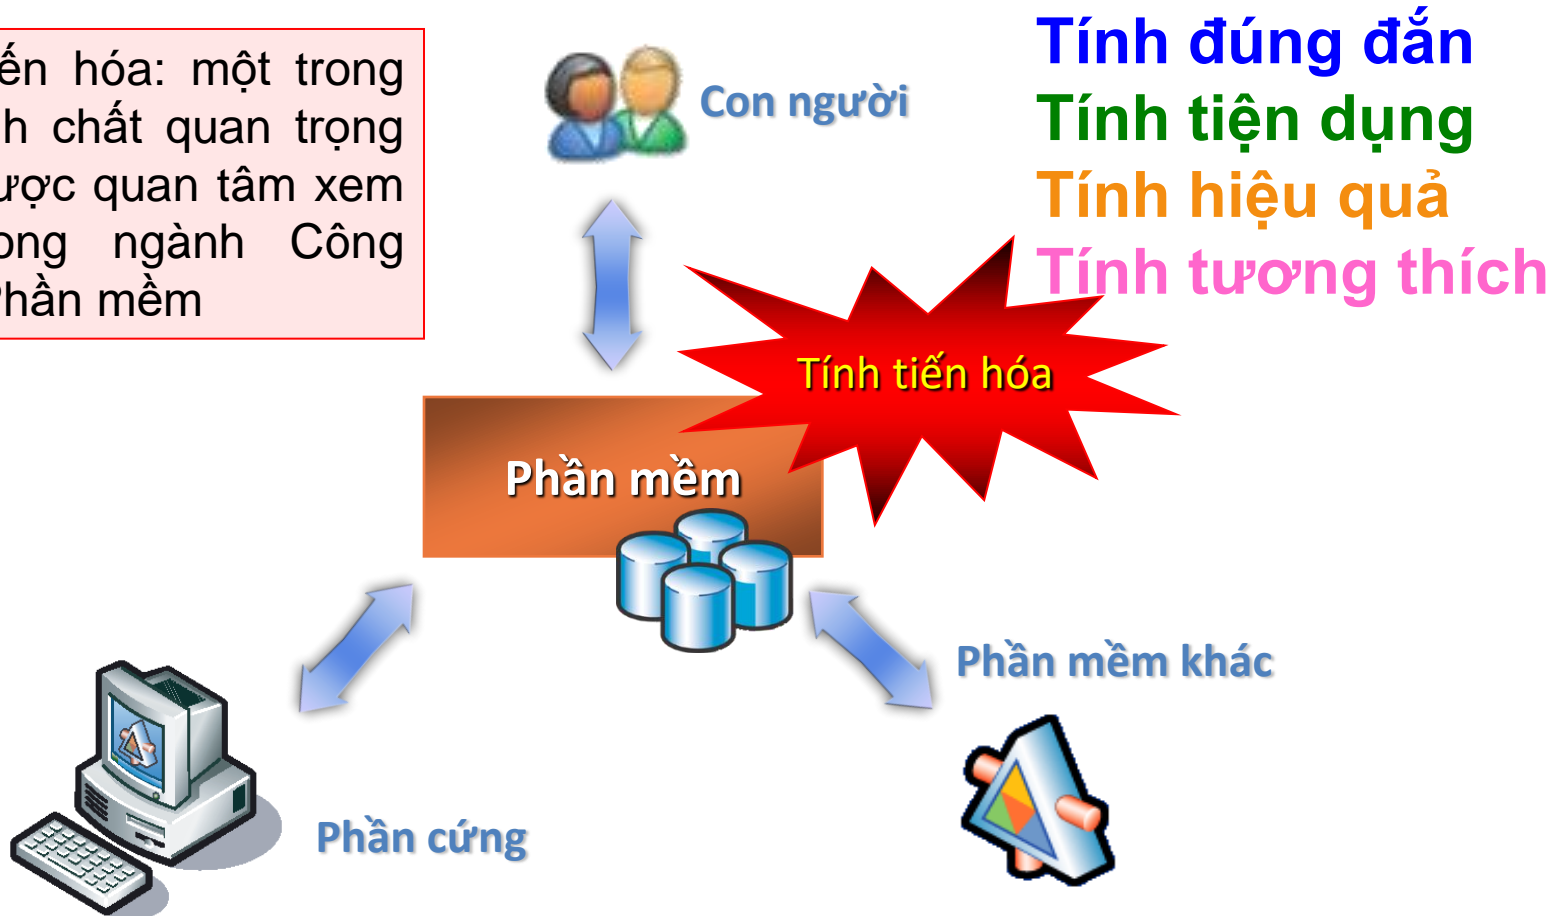 ến hóa: một trong
h chất quan trọng
ược quan tâm xem
ong ngành Công
hần mềm
Con người
Tính đúng đắn
Tính tiện dụng
Tính hiệu quả
Tính tương thích
Tính tiến hóa
Phần mềm
Phần mềm khác
Phần cứng